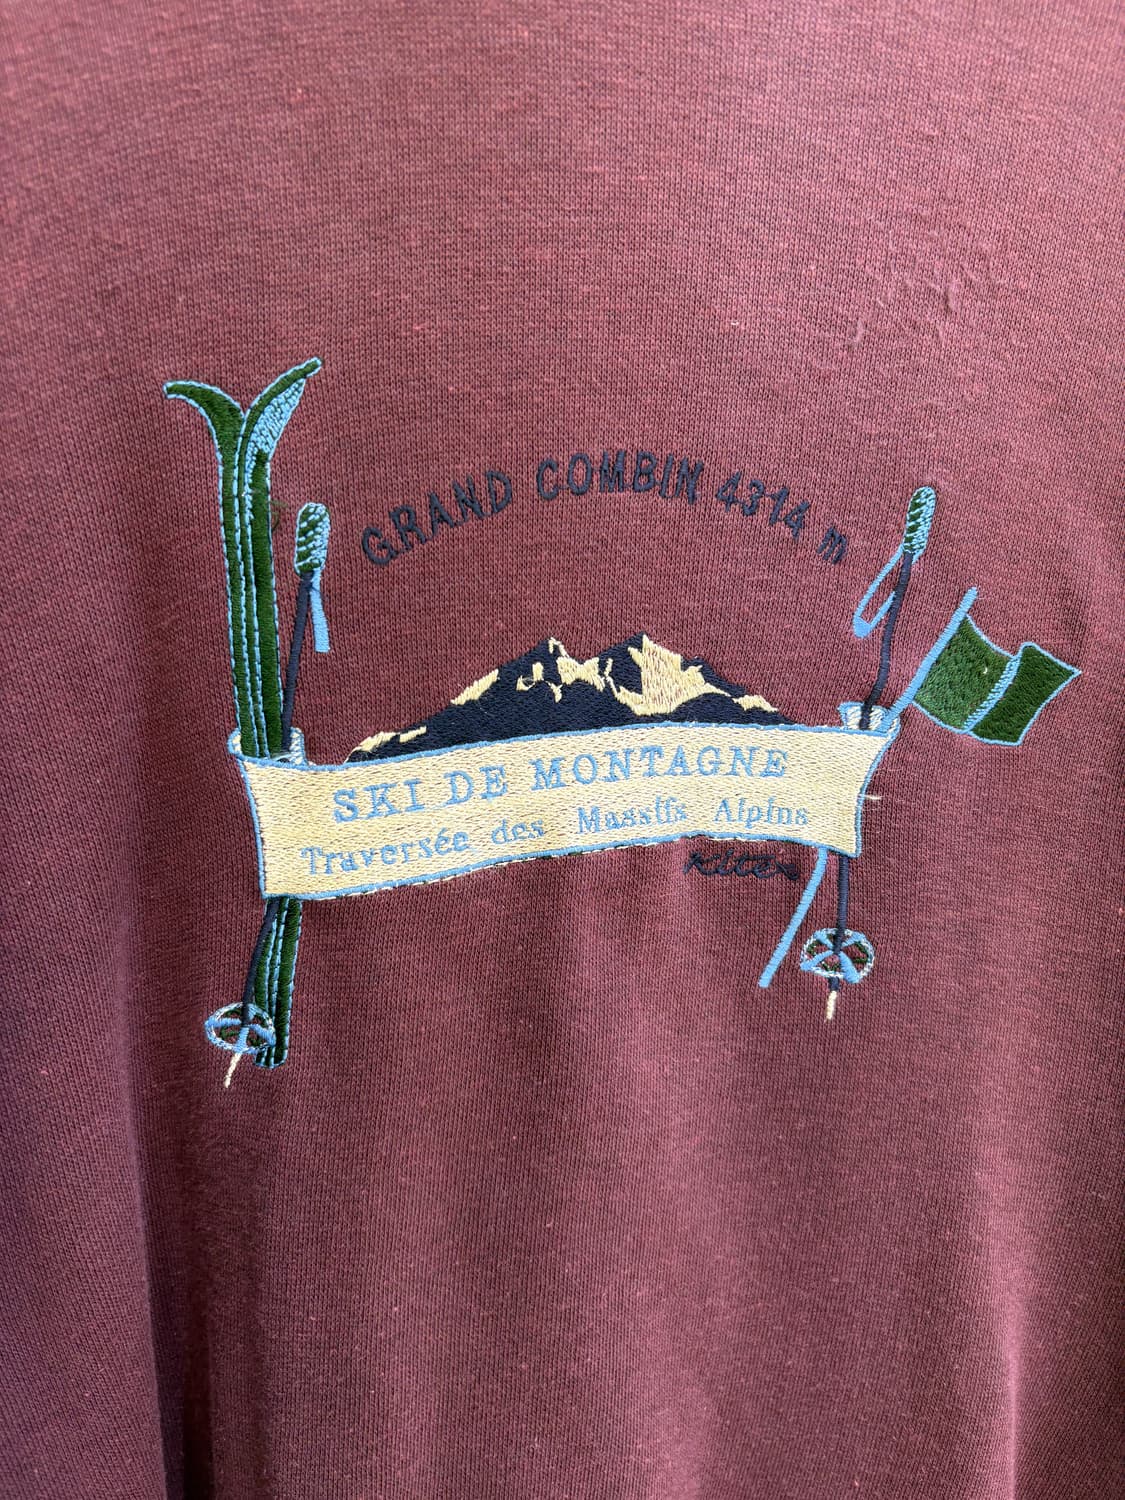 GRAND COMBIN 4314 m
SKI DE MONTAGNE
Traversée des Massifs Alpins